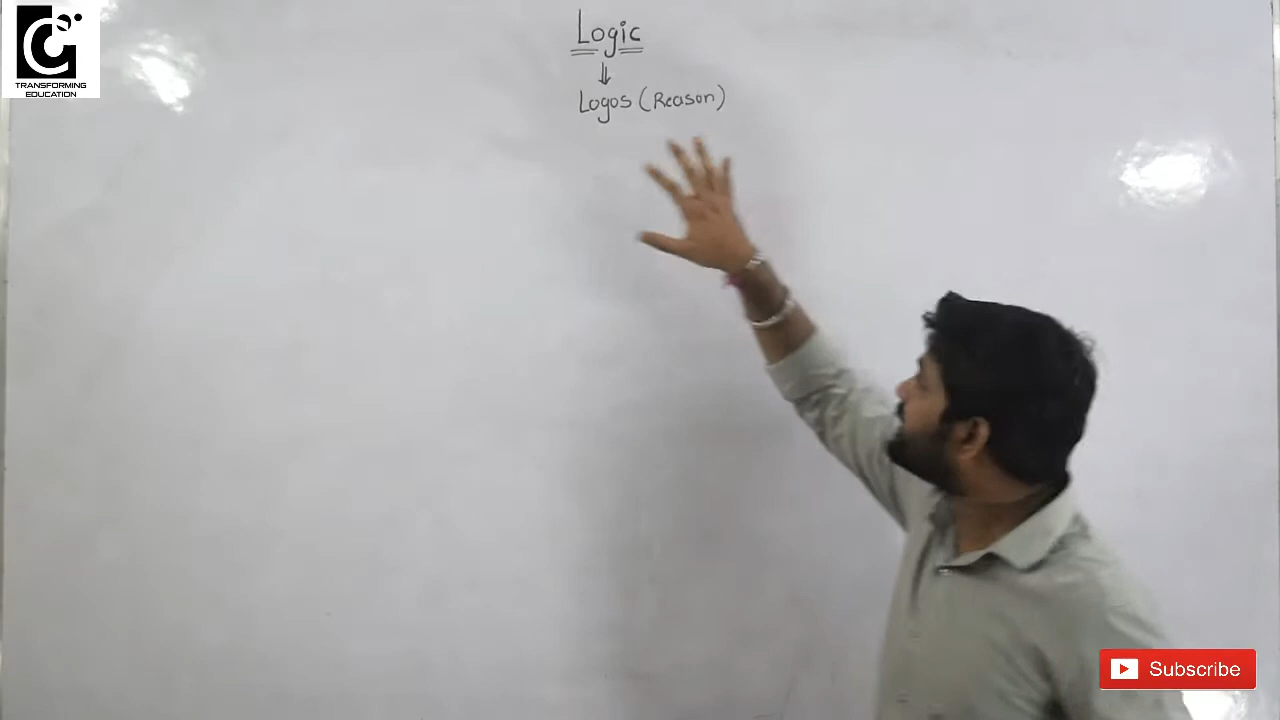 TRANSFORMING
EDUCATION
Logic
⇓
Logos (Reason)
Subscribe